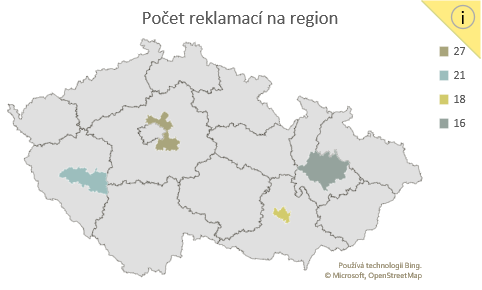 Počet reklamací na region
i
27
21
18
16
Používá technologii Bing.
© Microsoft, OpenStreetMap